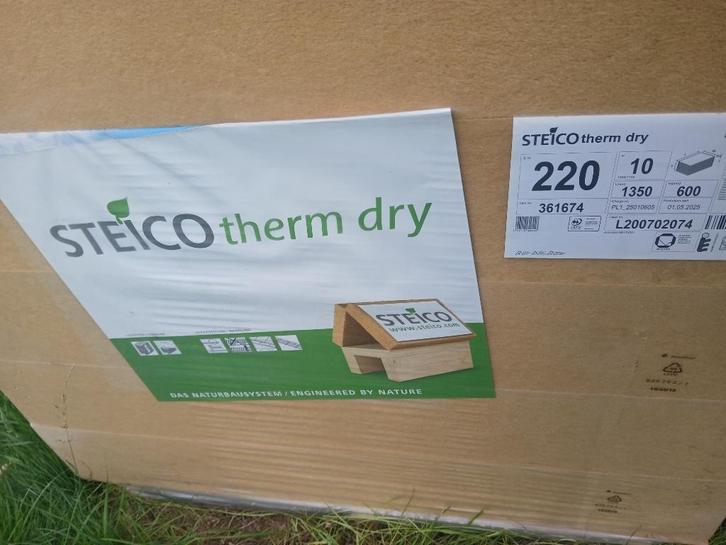 STEICO therm dry
STEICO
www.steico.com
DAS NATURBAUSYSTEM / ENGINEERED BY NATURE
STEICO therm dry
220
10
1350
600
361674
PL1_25010605
01.05.2025
L200702074